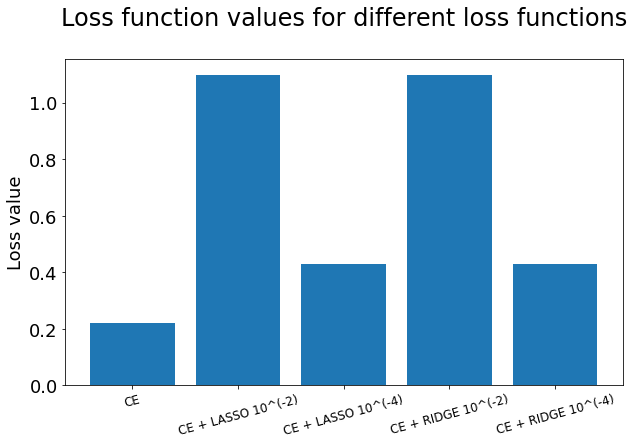 Loss function values for different loss functions
Loss value
1.0
0.8
0.6
0.4
0.2
0.0
CE
CE + LASSO 10^(-2)
CE + LASSO 10^(-4)
CE + RIDGE 10^(-2)
CE + RIDGE 10^(-4)